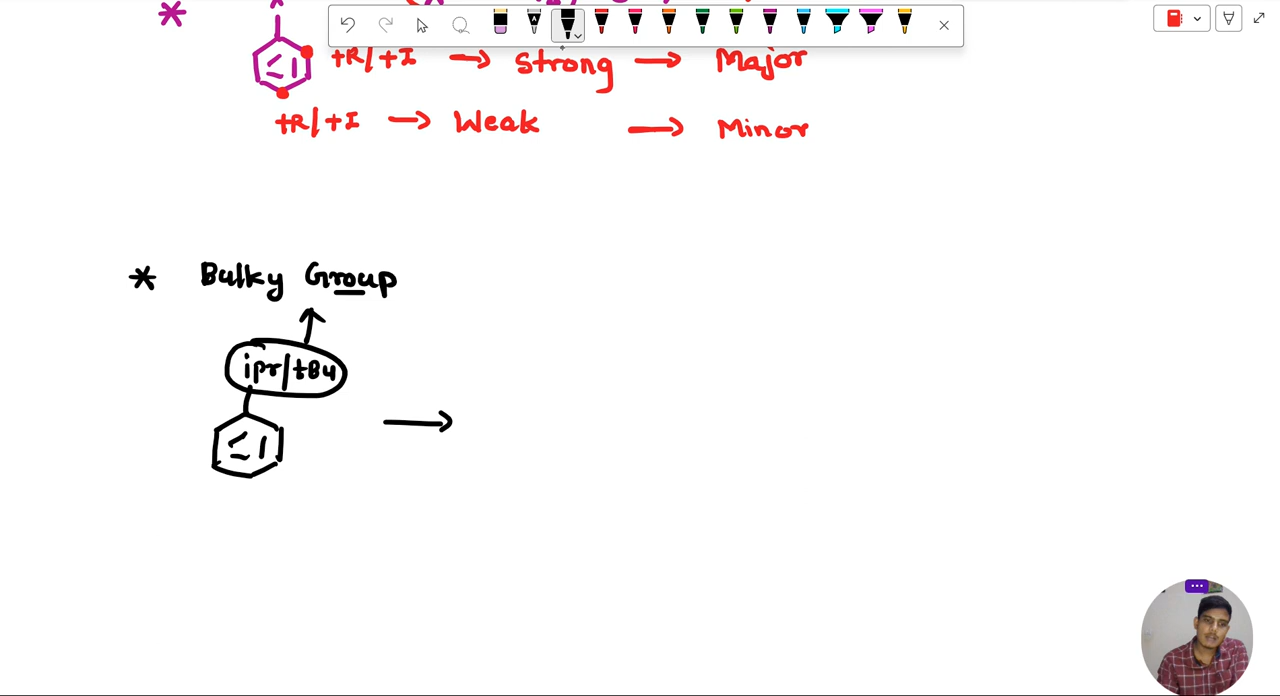 * +R/+I → Strong → Major
+R/+I → Weak → Minor
* Bulky Group
ipr/tBu
→